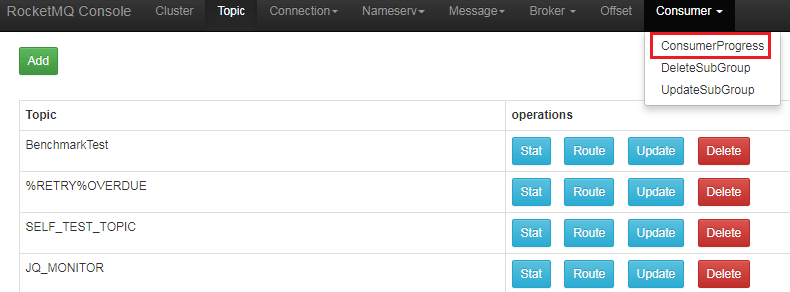 RocketMQ Console Cluster Topic Connection Nameserv Message Broker Offset Consumer
ConsumerProgress
DeleteSubGroup
UpdateSubGroup
Add
Topic operations
BenchmarkTest Stat Route Update Delete
%RETRY%OVERDUE Stat Route Update Delete
SELF_TEST_TOPIC Stat Route Update Delete
JQ_MONITOR Stat Route Update Delete